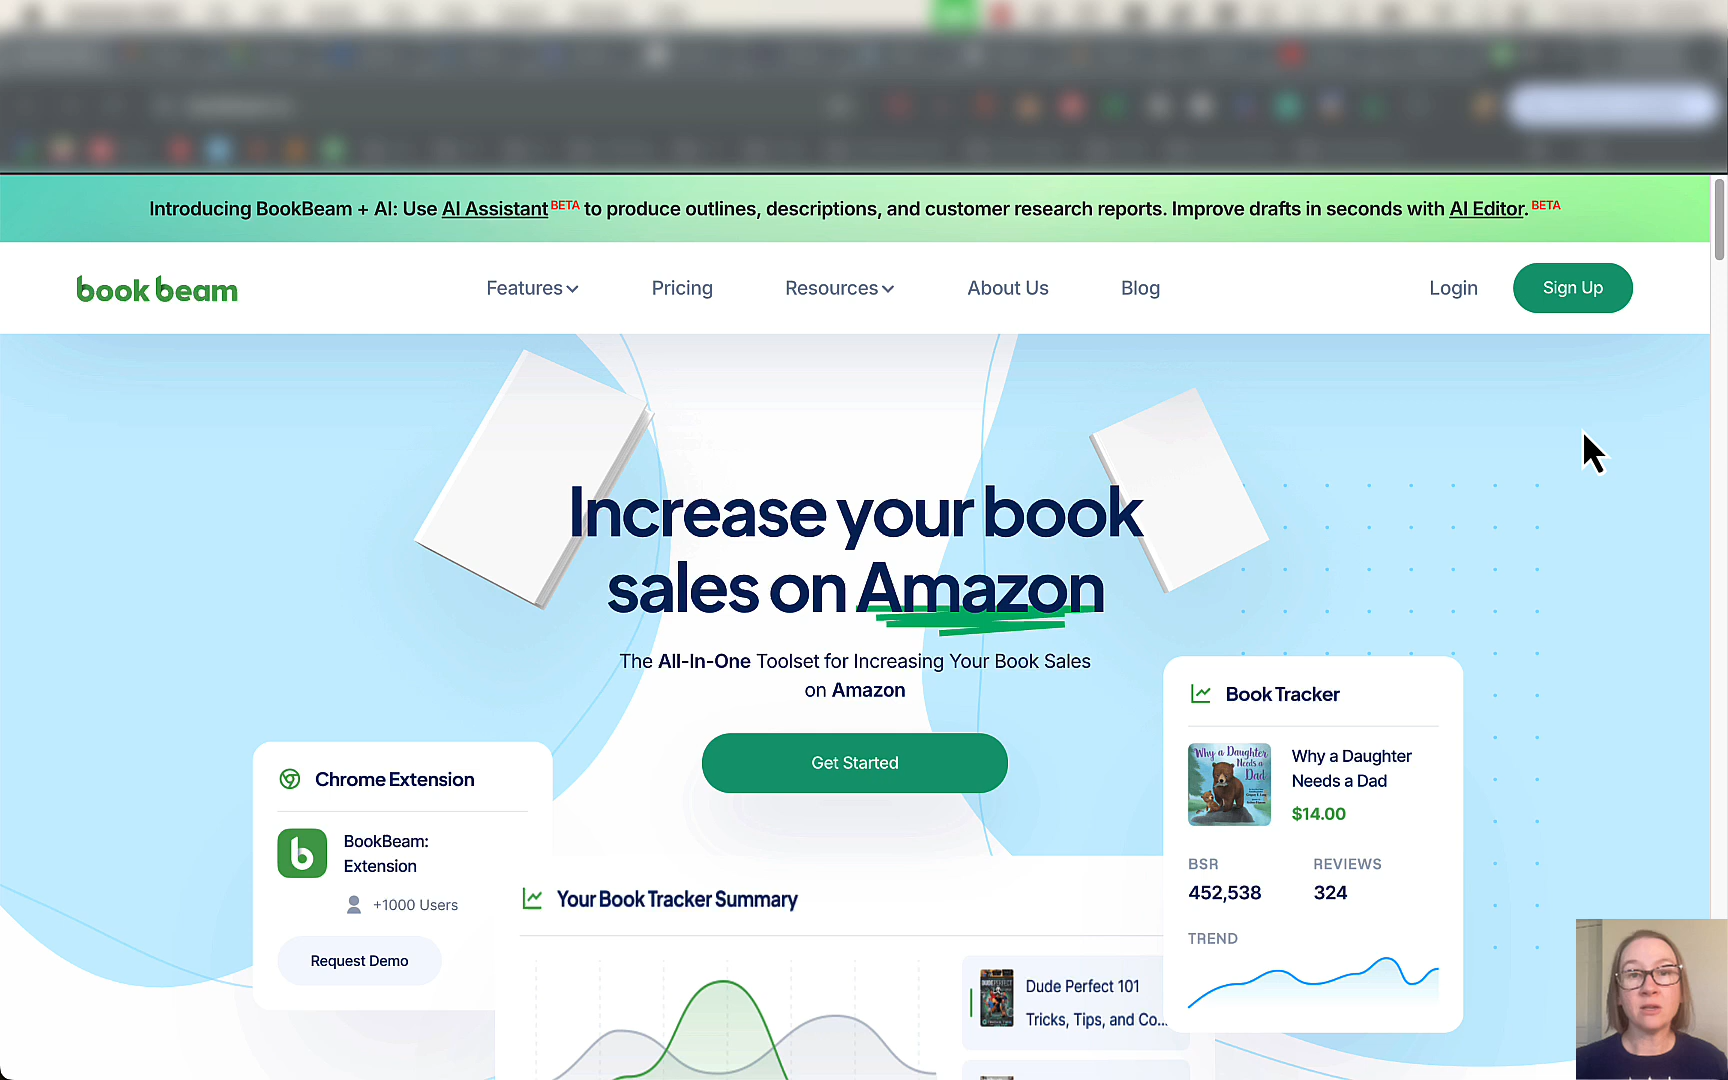 Introducing BookBeam + AI: Use AI Assistant BETA to produce outlines, descriptions, and customer research reports. Improve drafts in seconds with AI Editor. BETA
book beam
Features
Pricing
Resources
About Us
Blog
Login
Sign Up
Increase your book
sales on Amazon
The All-In-One Toolset for Increasing Your Book Sales
on Amazon
Get Started
Chrome Extension
BookBeam:
Extension
+1000 Users
Request Demo
Your Book Tracker Summary
Dude Perfect 101
Tricks, Tips, and Co...
Book Tracker
Why a Daughter
Needs a
Dad
Why a Daughter
Needs a Dad
$14.00
BSR
REVIEWS
452,538
324
TREND